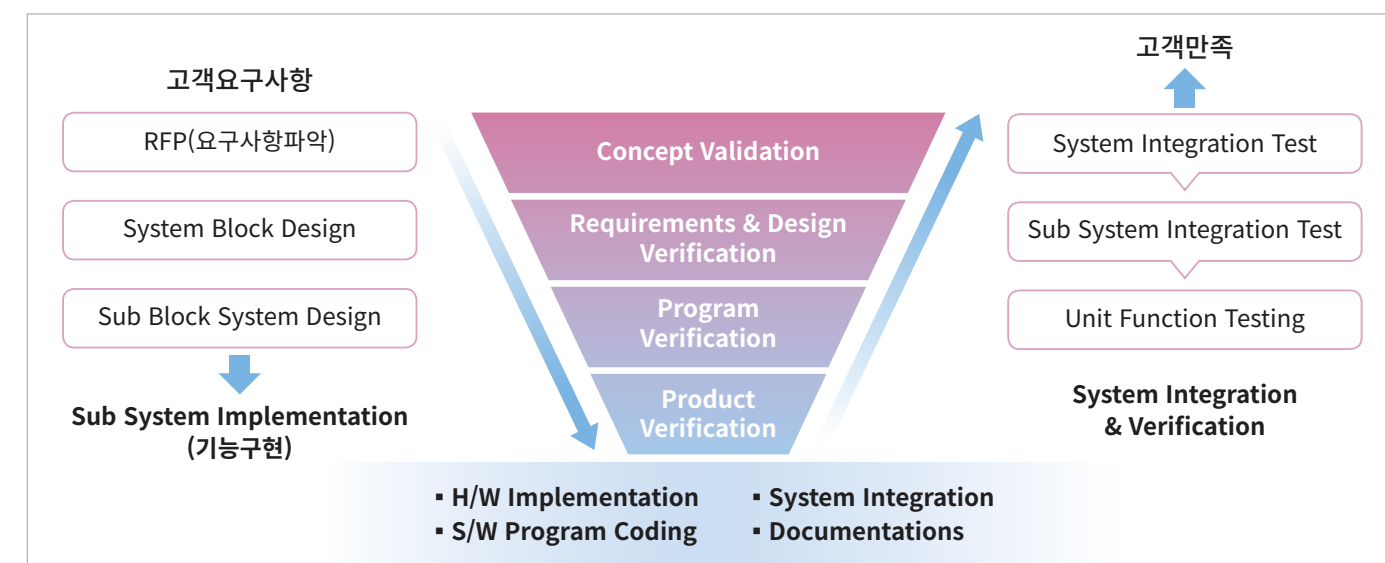 고객요구사항
RFP(요구사항파악)
System Block Design
Sub Block System Design
Sub System Implementation
(기능구현)
Concept Validation
Requirements & Design
Verification
Program
Verification
Product
Verification
고객만족
System Integration Test
Sub System Integration Test
Unit Function Testing
System Integration
& Verification
▪ H/W Implementation
▪ S/W Program Coding
▪ System Integration
▪ Documentations